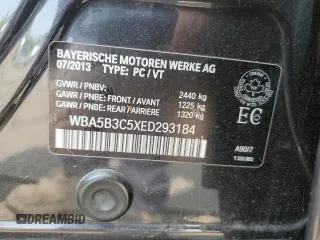 BAYERISCHE MOTOREN WERKE AG
07/2013 TYPE: PC / VT
GVWR / PNBV: 2440 kg
GAWR / PNBE: FRONT / AVANT 1225 kg
GAWR / PNBE: REAR / ARRIERE 1320 kg
WBA5B3C5XED293184
EC
A90/7
DREAMBID